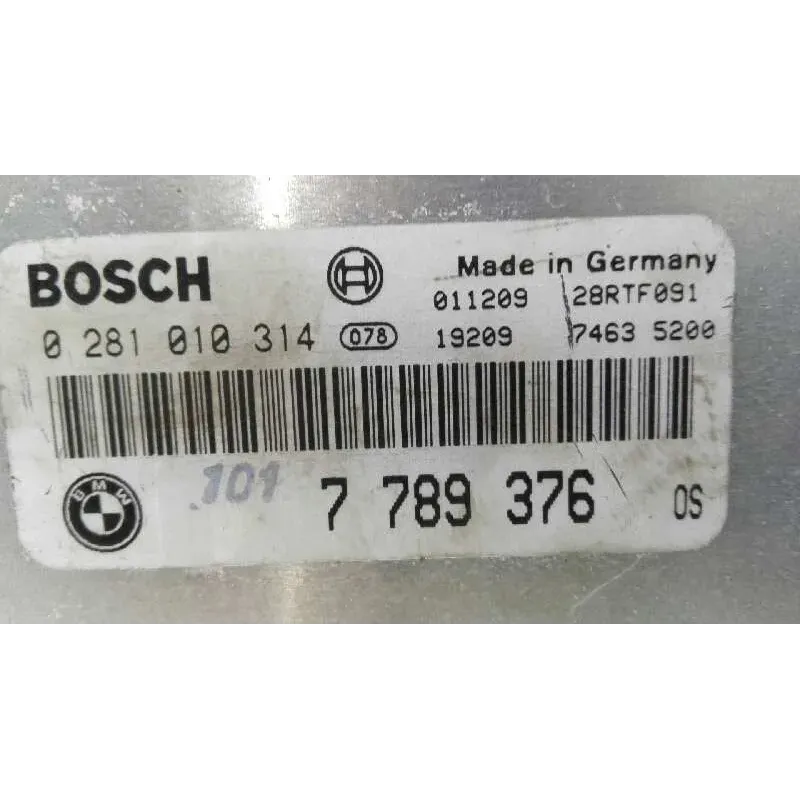 BOSCH Made in Germany
011209 28RTF091
0 281 010 314 078 19209 7463 5200
BMW 101 7 789 376 OS